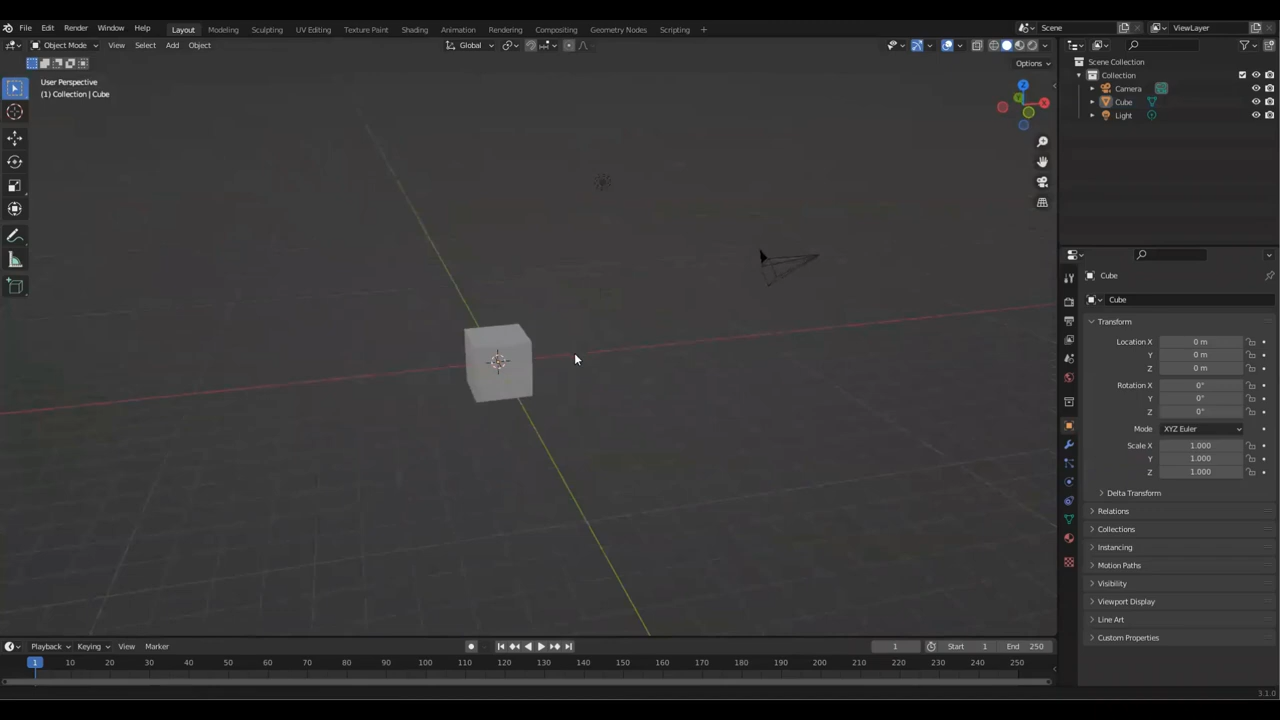 File Edit Render Window Help Layout Modeling Sculpting UV Editing Texture Paint Shading Animation Rendering Compositing Geometry Nodes Scripting + Scene ViewLayer
Object Mode View Select Add Object Global
Options
User Perspective
(1) Collection | Cube
Z
X
Y
Scene Collection
Collection
Camera
Cube
Light
Cube
Cube
Transform
Location X 0 m
Y 0 m
Z 0 m
Rotation X 0°
Y 0°
Z 0°
Mode XYZ Euler
Scale X 1.000
Y 1.000
Z 1.000
Delta Transform
Relations
Collections
Instancing
Motion Paths
Visibility
Viewport Display
Line Art
Custom Properties
Playback Keying View Marker 1 Start 1 End 250
1 10 20 30 40 50 60 70 80 90 100 110 120 130 140 150 160 170 180 190 200 210 220 230 240 250
3.1.0